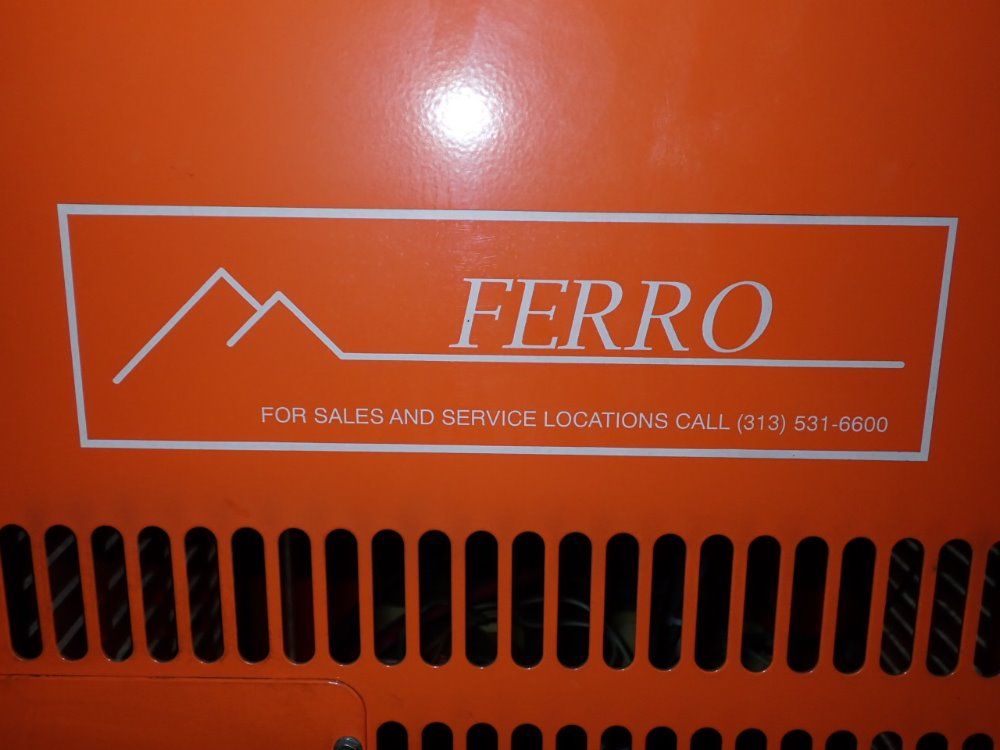 FERRO
FOR SALES AND SERVICE LOCATIONS CALL (313) 531-6600